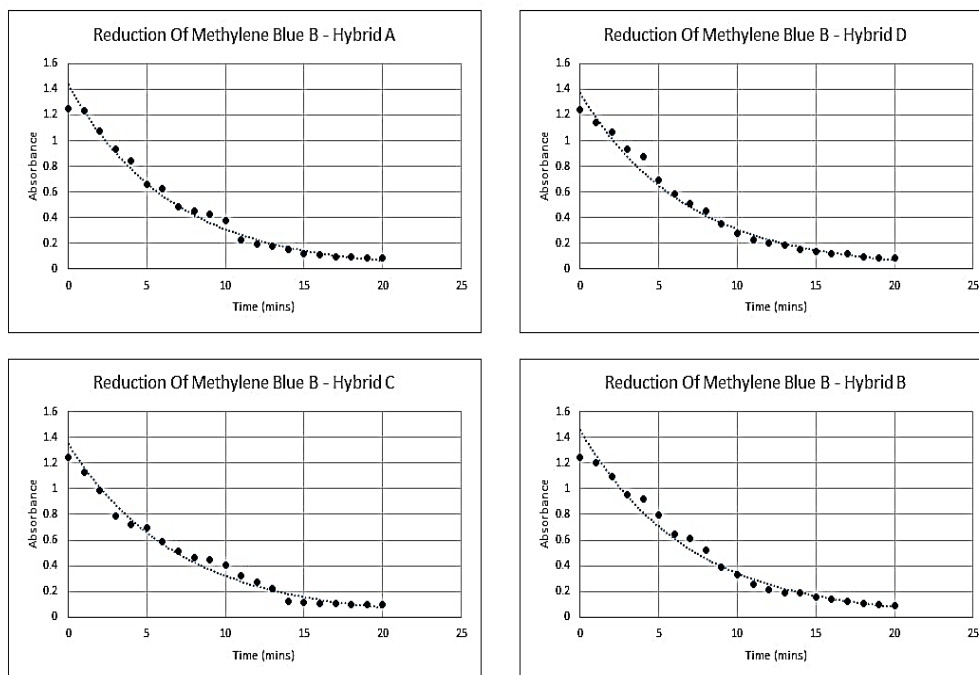 Reduction Of Methylene Blue B - Hybrid A
1.6
1.4
1.2
1
0.8
0.6
0.4
0.2
0
Absorbance
0 5 10 15 20 25
Time (mins)
Reduction Of Methylene Blue B - Hybrid D
1.6
1.4
1.2
1
0.8
0.6
0.4
0.2
0
Absorbance
0 5 10 15 20 25
Time (mins)
Reduction Of Methylene Blue B - Hybrid C
1.6
1.4
1.2
1
0.8
0.6
0.4
0.2
0
Absorbance
0 5 10 15 20 25
Time (mins)
Reduction Of Methylene Blue B - Hybrid B
1.6
1.4
1.2
1
0.8
0.6
0.4
0.2
0
Absorbance
0 5 10 15 20 25
Time (mins)